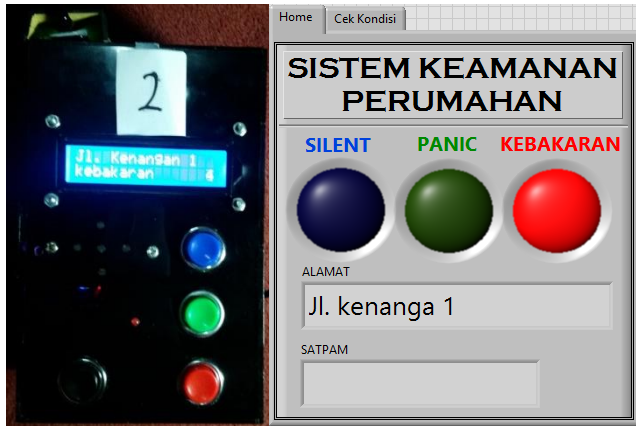 2
Jl. Kenangan 1
kebakaran 4
Home
Cek Kondisi
SISTEM KEAMANAN
PERUMAHAN
SILENT
PANIC
KEBAKARAN
ALAMAT
Jl. kenanga 1
SATPAM